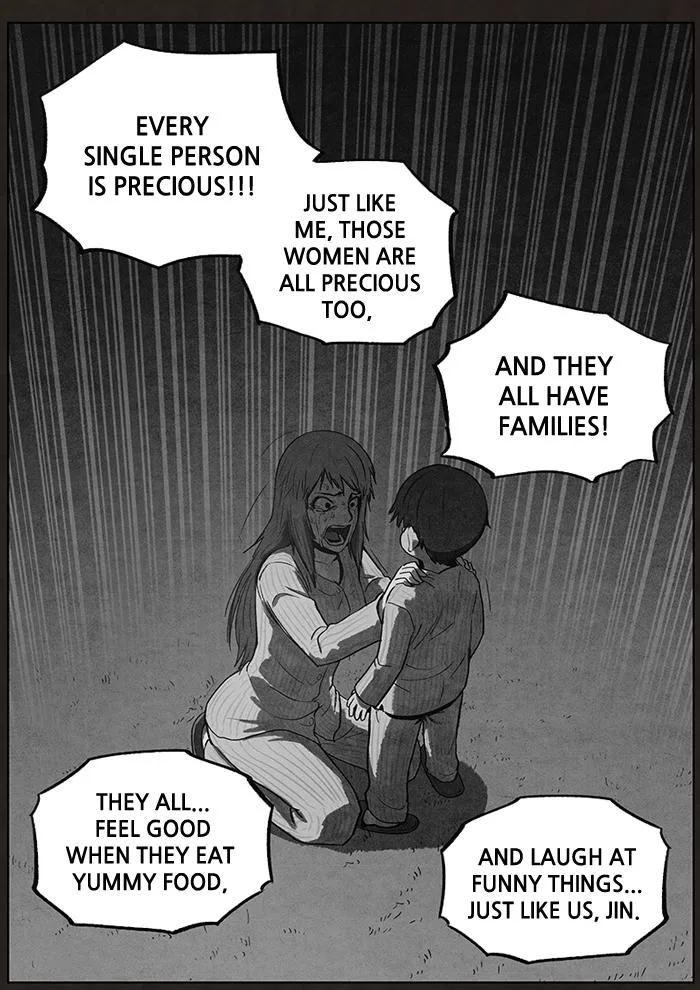 EVERY
SINGLE PERSON
IS PRECIOUS!!!
JUST LIKE
ME, THOSE
WOMEN ARE
ALL PRECIOUS
TOO,
AND THEY
ALL HAVE
FAMILIES!
THEY ALL...
FEEL GOOD
WHEN THEY EAT
YUMMY FOOD,
AND LAUGH AT
FUNNY THINGS...
JUST LIKE US, JIN.